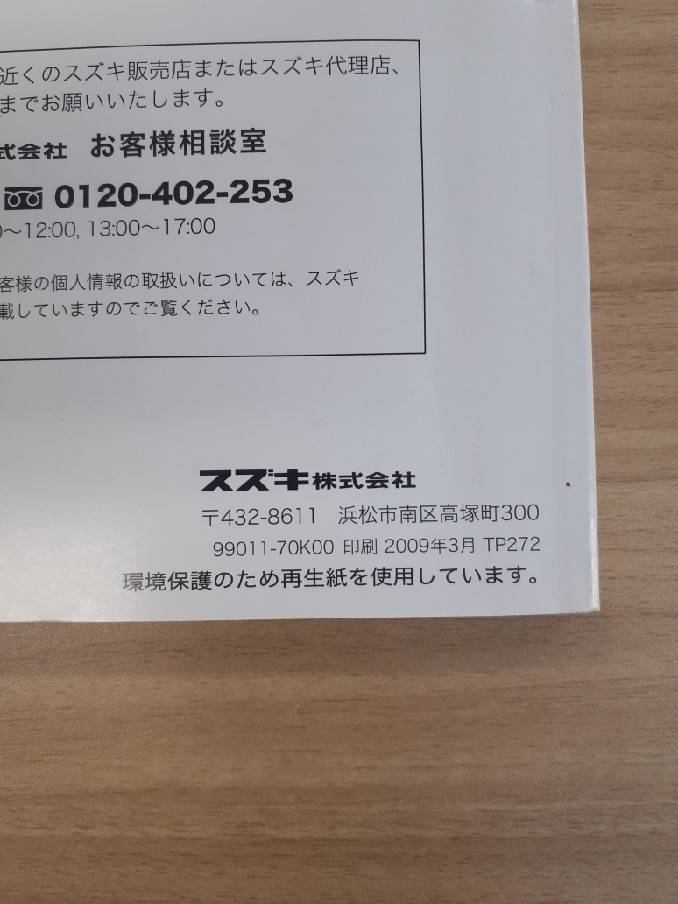 近くのスズキ販売店またはスズキ代理店、
までお願いいたします。
式会社 お客様相談室
0120-402-253
0〜12:00, 13:00〜17:00
客様の個人情報の取扱いについては、スズキ
載していますのでご覧ください。
スズキ株式会社
〒432-8611 浜松市南区高塚町300
99011-70K00 印刷 2009年3月 TP272
環境保護のため再生紙を使用しています。